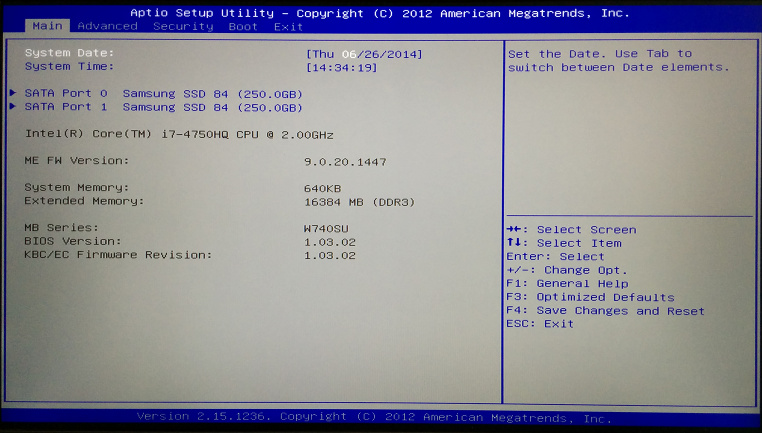 Aptio Setup Utility - Copyright (C) 2012 American Megatrends, Inc.
Main Advanced Security Boot Exit
System Date: [Thu 06/26/2014]
System Time: [14:34:19]
SATA Port 0 Samsung SSD 84 (250.0GB)
SATA Port 1 Samsung SSD 84 (250.0GB)
Intel(R) Core(TM) i7-4750HQ CPU @ 2.00GHz
ME FW Version: 9.0.20.1447
System Memory: 640KB
Extended Memory: 16384 MB (DDR3)
MB Series: W740SU
BIOS Version: 1.03.02
KBC/EC Firmware Revision: 1.03.02
Set the Date. Use Tab to
switch between Date elements.
→←: Select Screen
↑↓: Select Item
Enter: Select
+/-: Change Opt.
F1: General Help
F3: Optimized Defaults
F4: Save Changes and Reset
ESC: Exit
Version 2.15.1236. Copyright (C) 2012 American Megatrends, Inc.